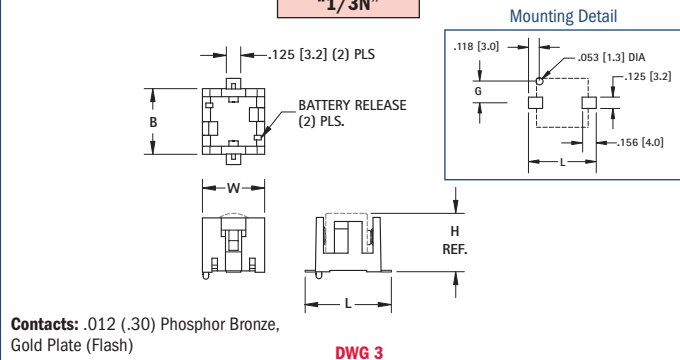 "1/3N"
Mounting Detail
.125 [3.2] (2) PLS
BATTERY RELEASE
(2) PLS.
B
W
L
H
REF.
.118 [3.0]
.053 [1.3] DIA
.125 [3.2]
G
.156 [4.0]
L
Contacts: .012 (.30) Phosphor Bronze,
Gold Plate (Flash)
DWG 3